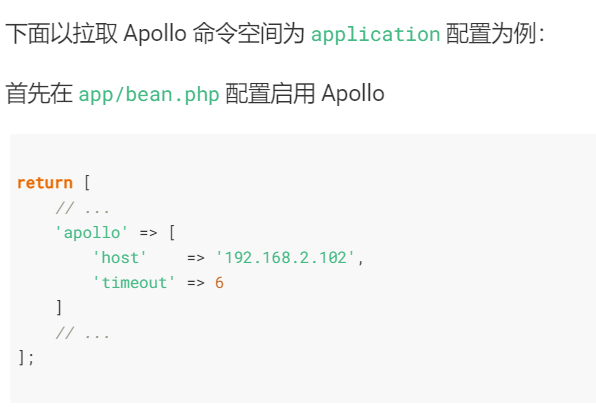 下面以拉取 Apollo 命令空间为 application 配置为例：
首先在 app/bean.php 配置启用 Apollo
return [
    // ...
    'apollo' => [
        'host'    => '192.168.2.102',
        'timeout' => 6
    ]
    // ...
];